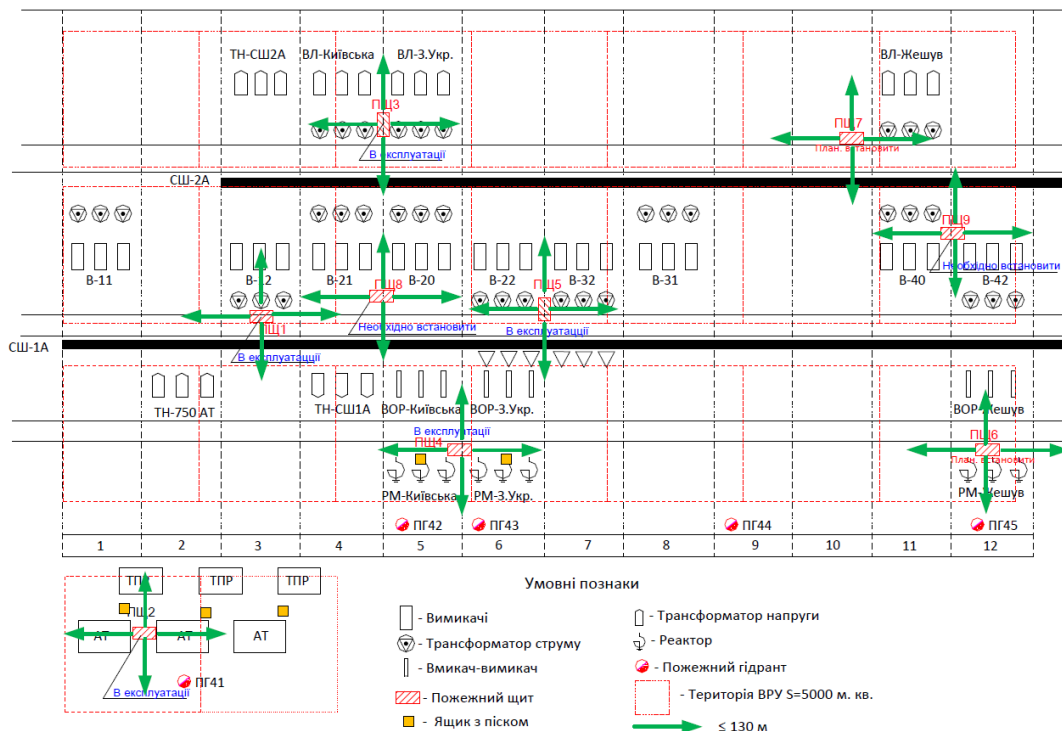 ТН-СШ2А ВЛ-Київська ВЛ-З.Укр. ВЛ-Жешув
ПЩ3
ПЩ7
План. встановити
В експлуатації
СШ-2А
ПЩ9
В-11 В-12 В-21 В-20 В-22 В-32 В-31 В-40 В-42
Необхідно встановити
ПЩ8 ПЩ5
Необхідно встановити
ПЩ1
В експлуатаццїї
В експлуатації
СШ-1А
ТН-750 АТ ТН-СШ1А ВОР-Київська ВОР-З.Укр. ВОР-Жешув
В експлуатації
ПЩ4
ПЩ6
План. встановити
РМ-Київська РМ-З.Укр. РМ-Жешув
ПГ42 ПГ43 ПГ44 ПГ45
1 2 3 4 5 6 7 8 9 10 11 12
ТПР ТПР ТПР
ПЩ2
АТ АТ АТ
ПГ41
В експлуатації
Умовні познаки
- Вимикачі
- Трансформатор струму
- Вмикач-вимикач
- Пожежний щит
- Ящик з піском
- Трансформатор напруги
- Реактор
- Пожежний гідрант
- Територія ВРУ S=5000 м. кв.
≤ 130 м